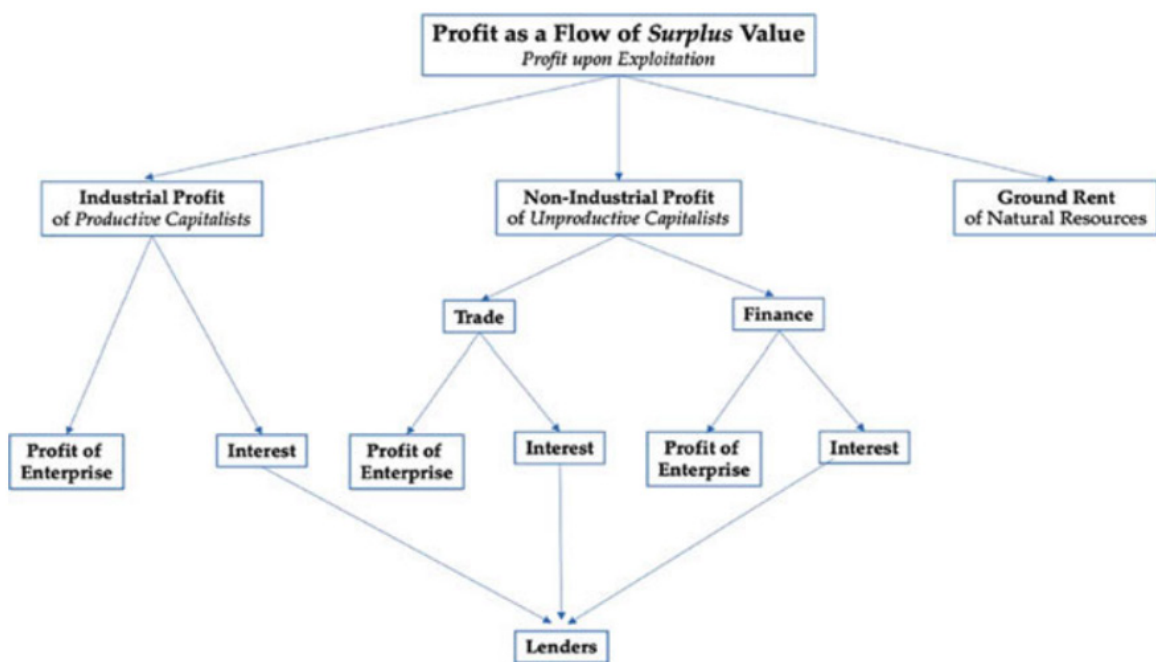 Profit as a Flow of Surplus Value
Profit upon Exploitation
Industrial Profit
of Productive Capitalists
Non-Industrial Profit
of Unproductive Capitalists
Ground Rent
of Natural Resources
Trade
Finance
Profit of
Enterprise
Interest
Profit of
Enterprise
Interest
Profit of
Enterprise
Interest
Lenders